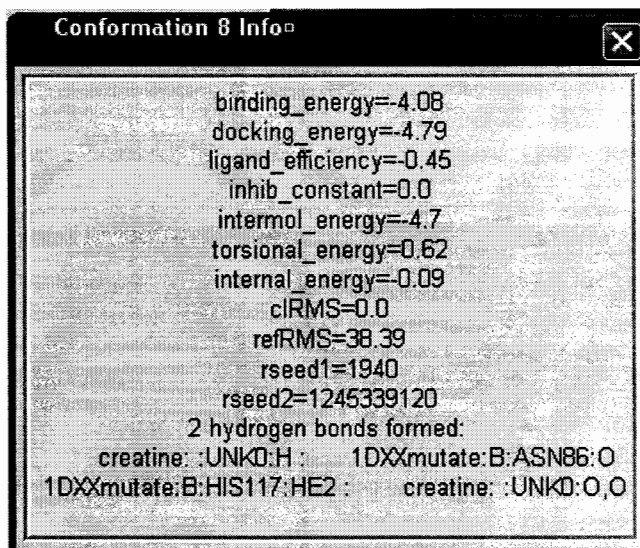 Conformation 8 Info
binding_energy=-4.08
docking_energy=-4.79
ligand_efficiency=-0.45
inhib_constant=0.0
intermol_energy=-4.7
torsional_energy=0.62
internal_energy=-0.09
clRMS=0.0
refRMS=38.39
rseed1=1940
rseed2=1245339120
2 hydrogen bonds formed:
creatine: :UNK0:H : 1DXXmutate:B:ASN86:O
1DXXmutate:B:HIS117:HE2 : creatine: :UNK0:O,O